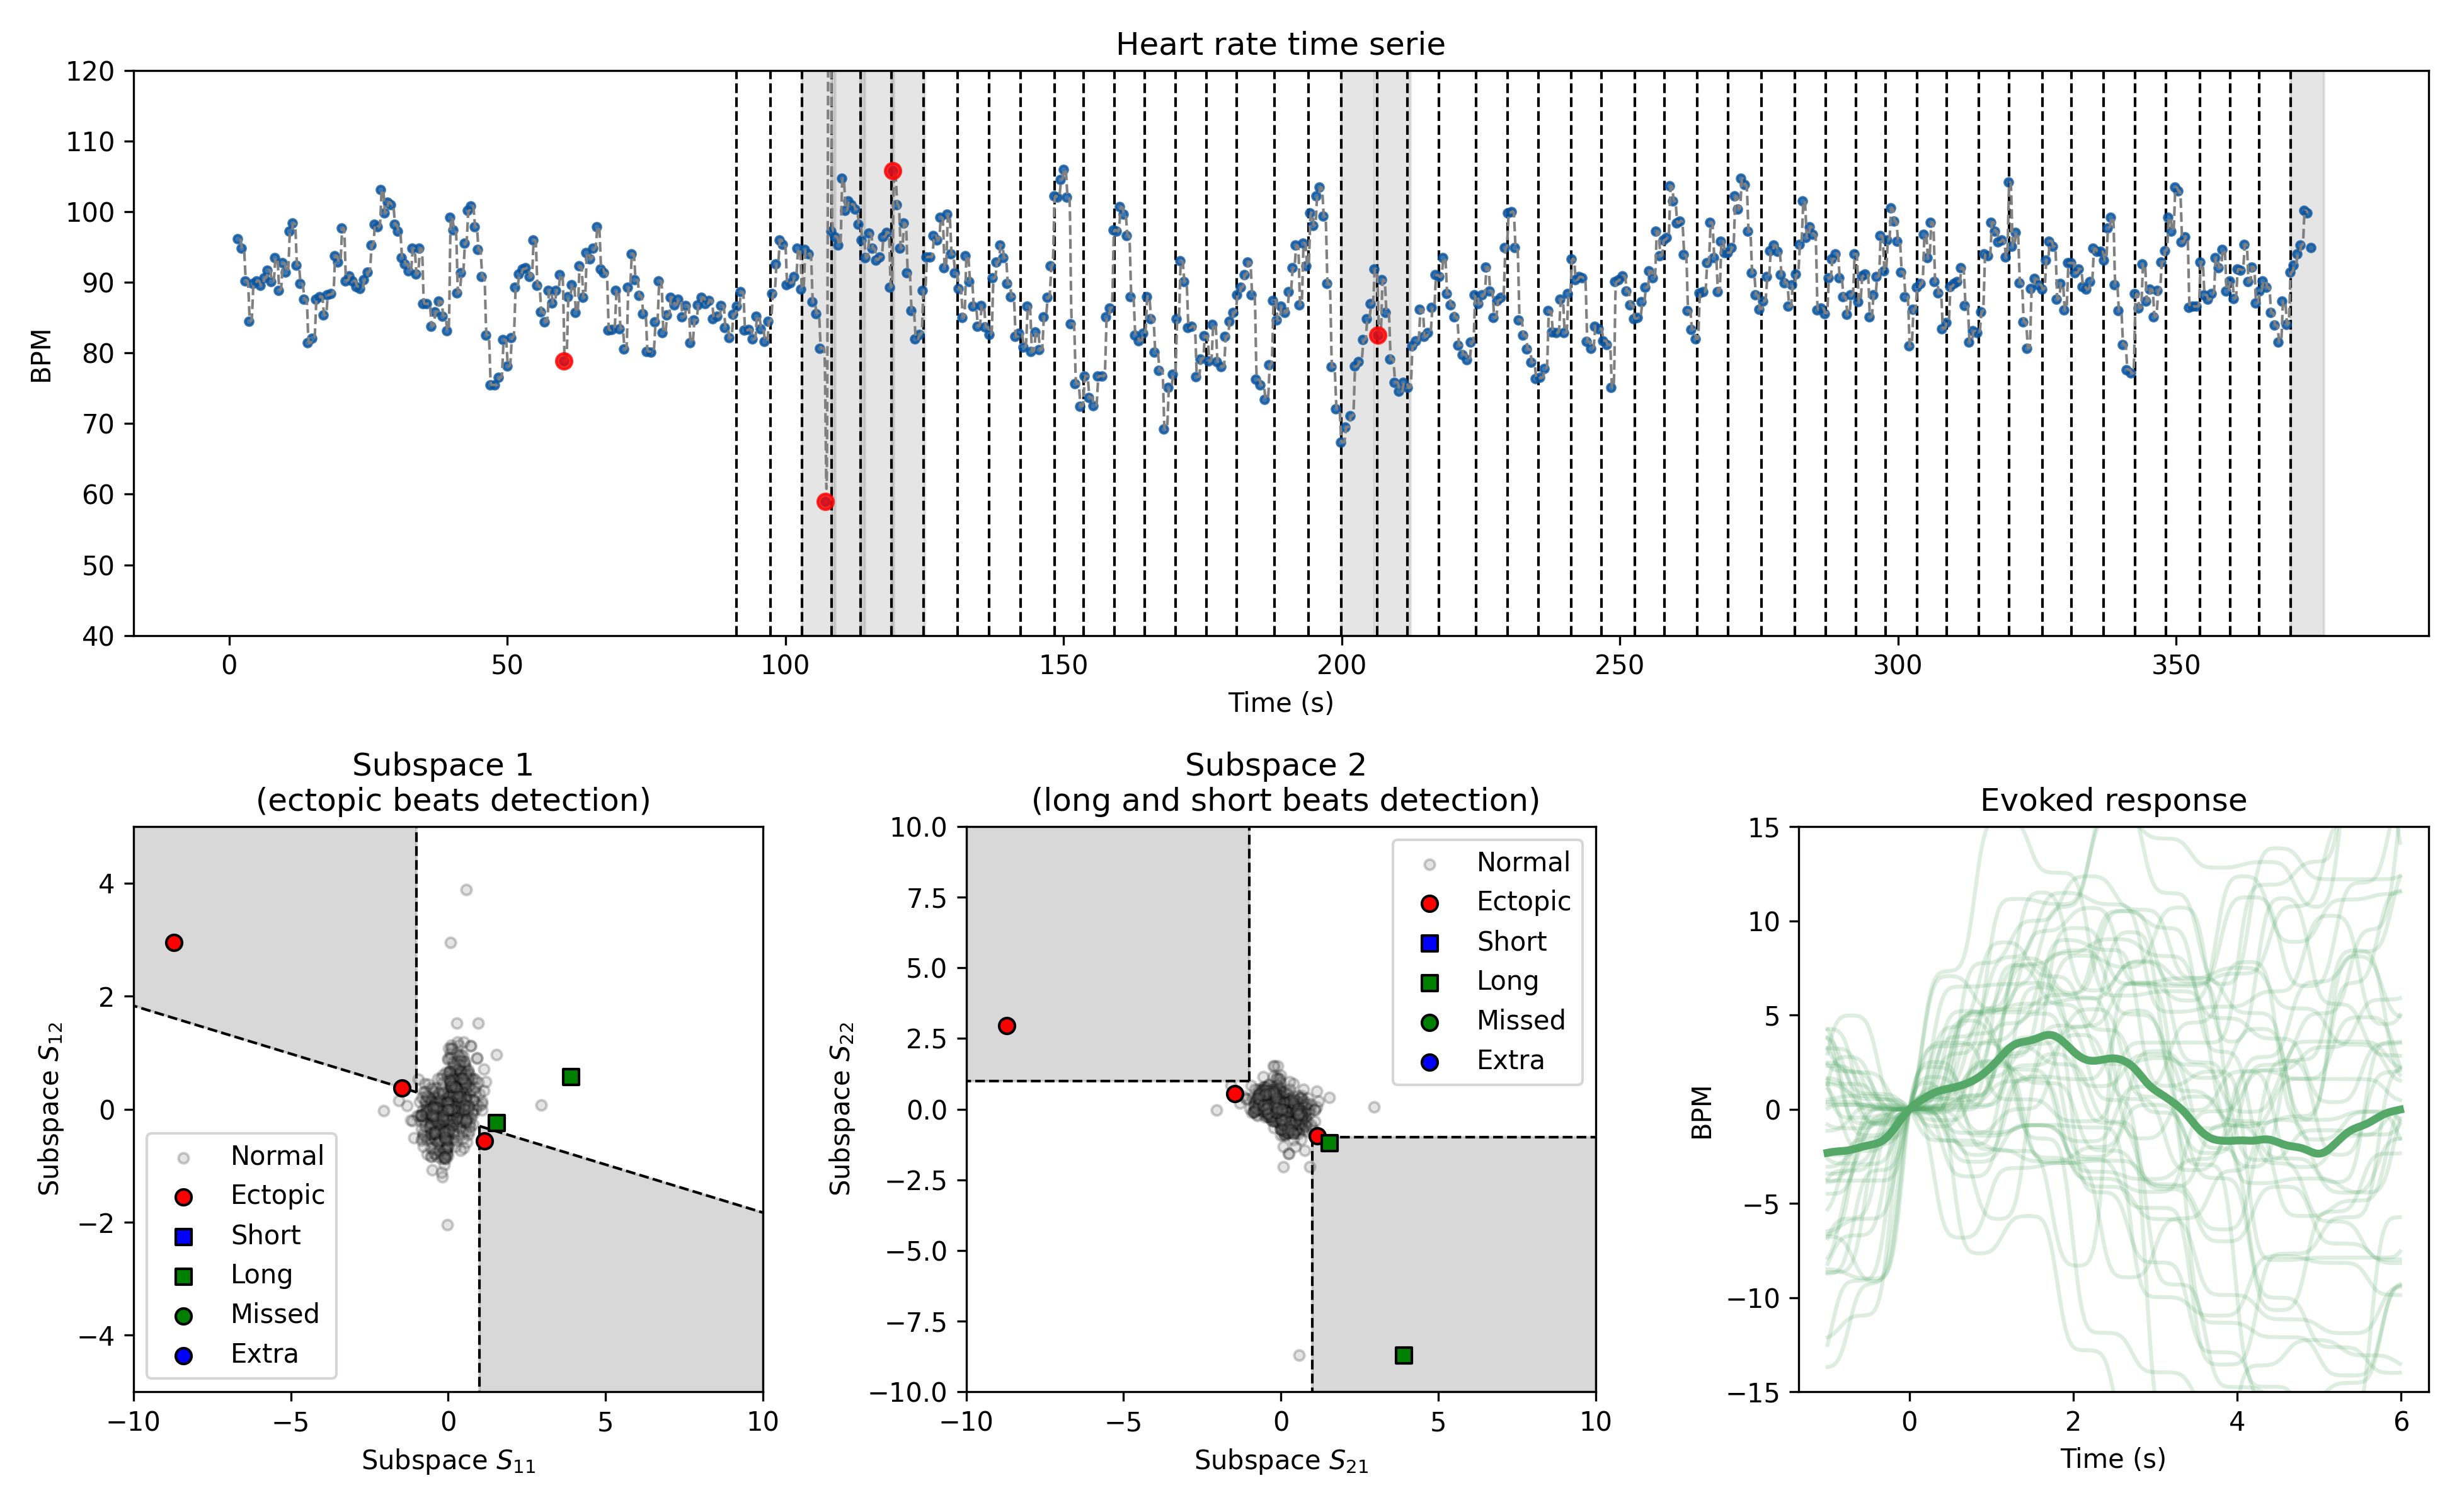 Heart rate time serie
120
110
100
90
80
70
60
50
40
BPM
0 50 100 150 200 250 300 350
Time (s)
Subspace 1
(ectopic beats detection)
4
2
0
−2
−4
Subspace S12
Normal
Ectopic
Short
Long
Missed
Extra
−10 −5 0 5 10
Subspace S11
Subspace 2
(long and short beats detection)
10.0
7.5
5.0
2.5
0.0
−2.5
−5.0
−7.5
−10.0
Subspace S22
Normal
Ectopic
Short
Long
Missed
Extra
−10 −5 0 5 10
Subspace S21
Evoked response
15
10
5
0
−5
−10
−15
BPM
0 2 4 6
Time (s)